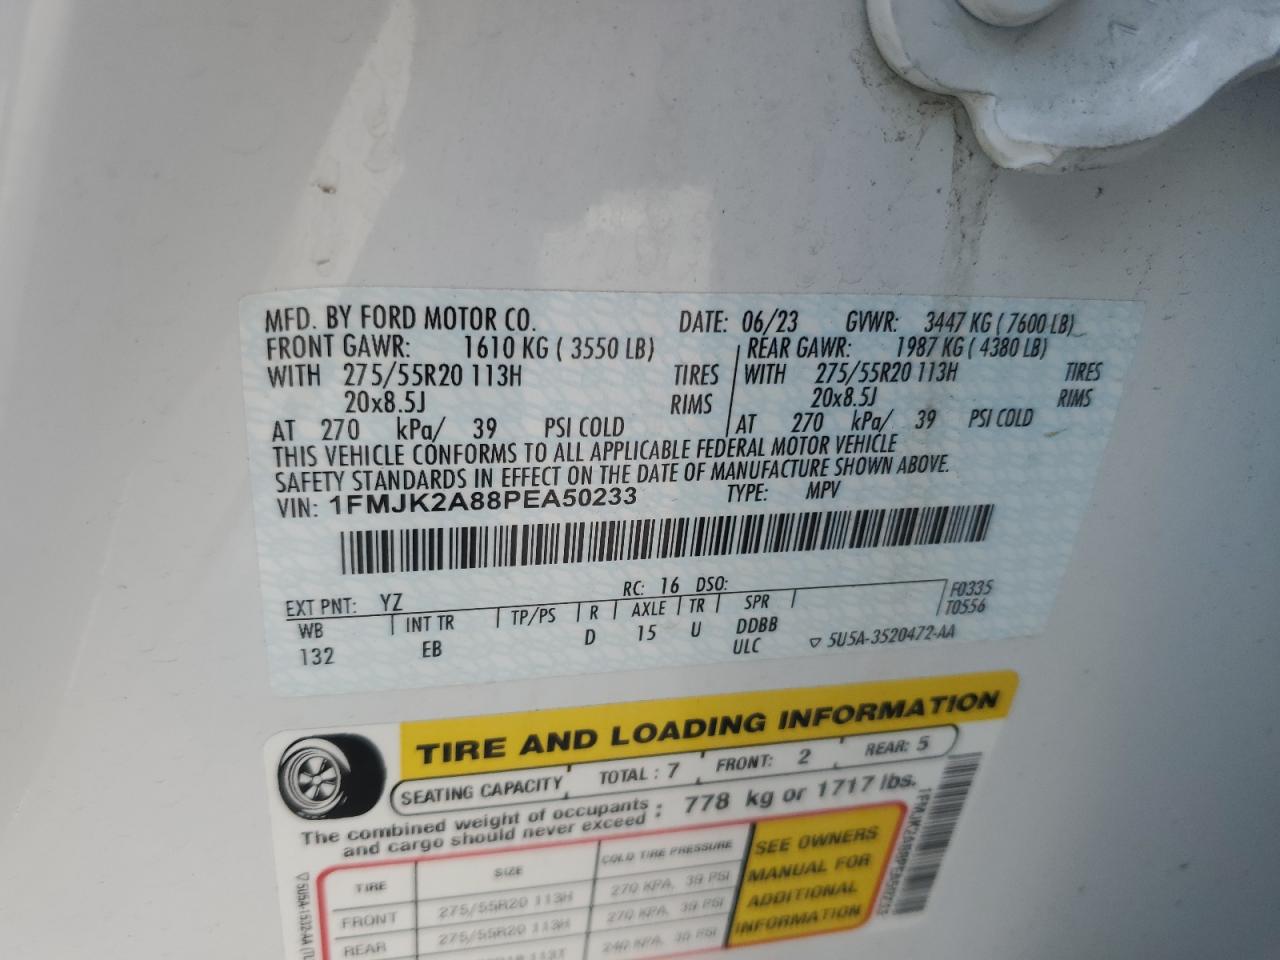 MFD. BY FORD MOTOR CO. DATE: 06/23 GVWR: 3447 KG ( 7600 LB)
FRONT GAWR: 1610 KG ( 3550 LB) REAR GAWR: 1987 KG ( 4380 LB)
WITH 275/55R20 113H TIRES WITH 275/55R20 113H TIRES
20x8.5J RIMS 20x8.5J RIMS
AT 270 kPa/ 39 PSI COLD AT 270 kPa/ 39 PSI COLD
THIS VEHICLE CONFORMS TO ALL APPLICABLE FEDERAL MOTOR VEHICLE
SAFETY STANDARDS IN EFFECT ON THE DATE OF MANUFACTURE SHOWN ABOVE.
VIN: 1FMJK2A88PEA50233 TYPE: MPV
EXT PNT: YZ RC: 16 DSO: F0335
WB INT TR TP/PS R AXLE TR SPR T0556
132 EB D 15 U DDBB
ULC 5U5A-3520472-AA
TIRE AND LOADING INFORMATION
SEATING CAPACITY TOTAL : 7 FRONT: 2 REAR: 5
The combined weight of occupants
and cargo should never exceed : 778 kg or 1717 lbs.
TIRE SIZE COLD TIRE PRESSURE
FRONT 275/55R20 113H 270 KPA, 39 PSI
REAR 275/55R20 113H 270 KPA, 39 PSI
SEE OWNERS
MANUAL FOR
ADDITIONAL
INFORMATION
1FMJK2A88PEA50233